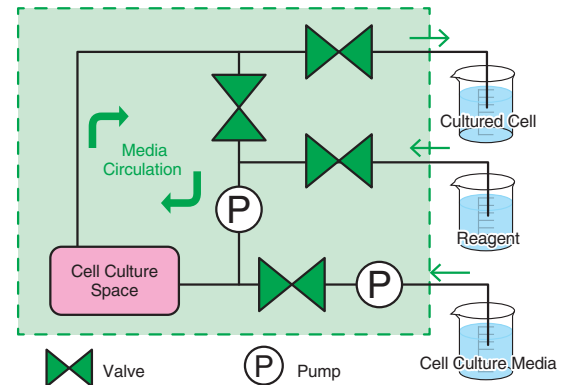 Cultured Cell
Media
Circulation
P
Reagent
Cell Culture
Space
P
Cell Culture Media
Valve
P
Pump